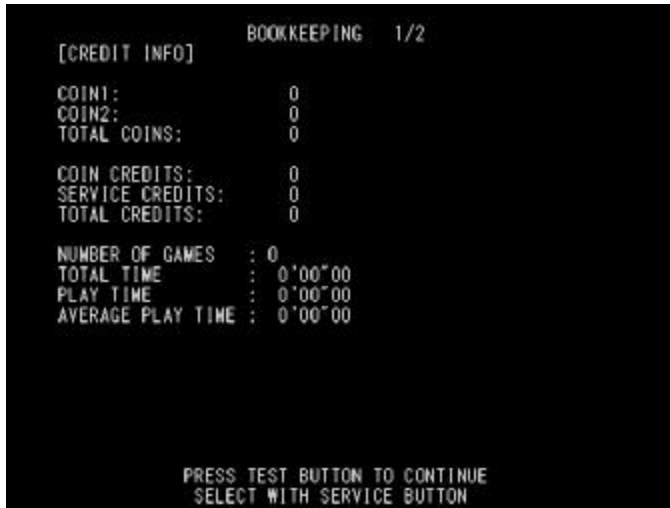 BOOKKEEPING 1/2
[CREDIT INFO]
COIN1: 0
COIN2: 0
TOTAL COINS: 0
COIN CREDITS: 0
SERVICE CREDITS: 0
TOTAL CREDITS: 0
NUMBER OF GAMES : 0
TOTAL TIME : 0'00"00
PLAY TIME : 0'00"00
AVERAGE PLAY TIME : 0'00"00
PRESS TEST BUTTON TO CONTINUE
SELECT WITH SERVICE BUTTON